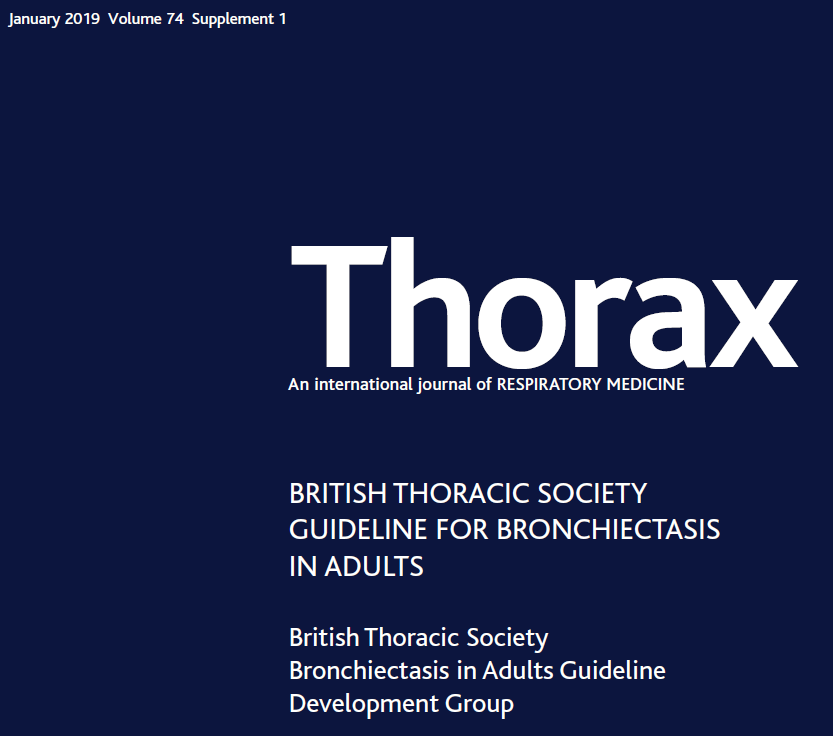 January 2019 Volume 74 Supplement 1
Thorax
An international journal of RESPIRATORY MEDICINE
BRITISH THORACIC SOCIETY
GUIDELINE FOR BRONCHIECTASIS
IN ADULTS
British Thoracic Society
Bronchiectasis in Adults Guideline
Development Group